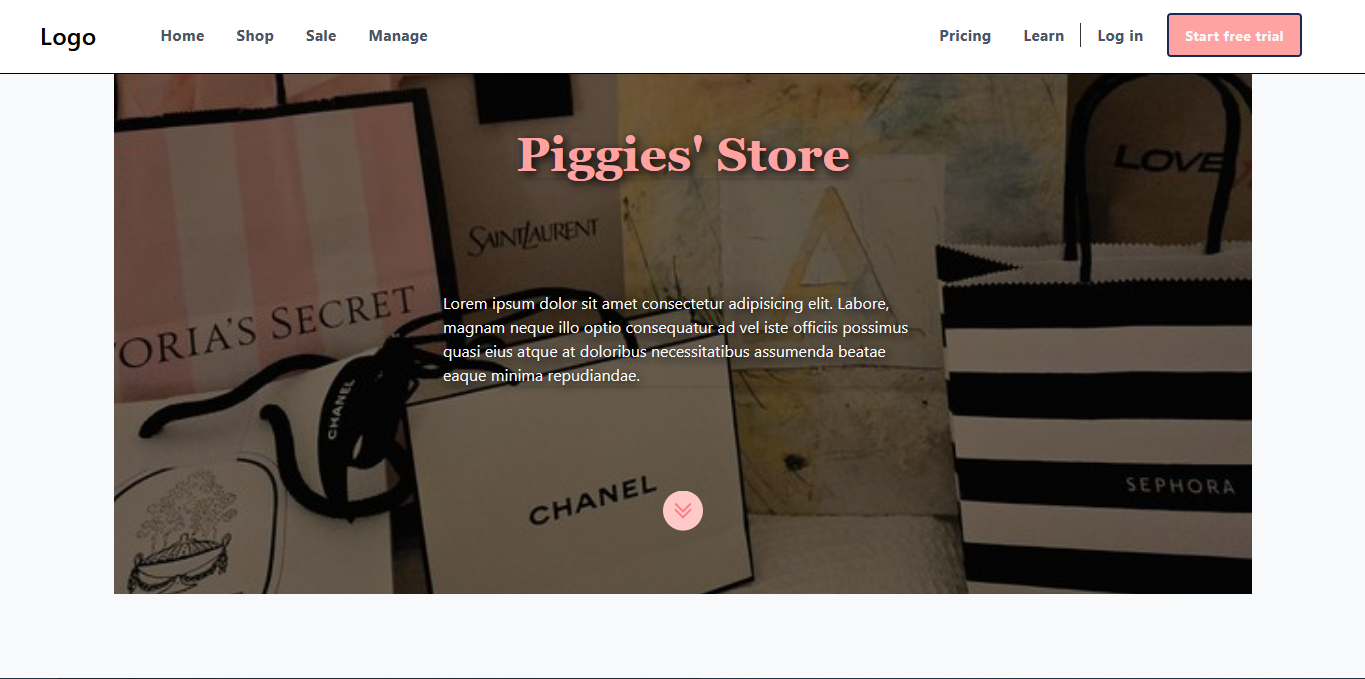 Logo
Home
Shop
Sale
Manage
Pricing
Learn
Log in
Start free trial
Piggies' Store
LOVE
SAINT LAURENT
Lorem ipsum dolor sit amet consectetur adipisicing elit. Labore,
magnam neque illo optio consequatur ad vel iste officiis possimus
quasi eius atque at doloribus necessitatibus assumenda beatae
eaque minima repudiandae.
TORIA'S SECRET
CHANEL
CHANEL
SEPHORA